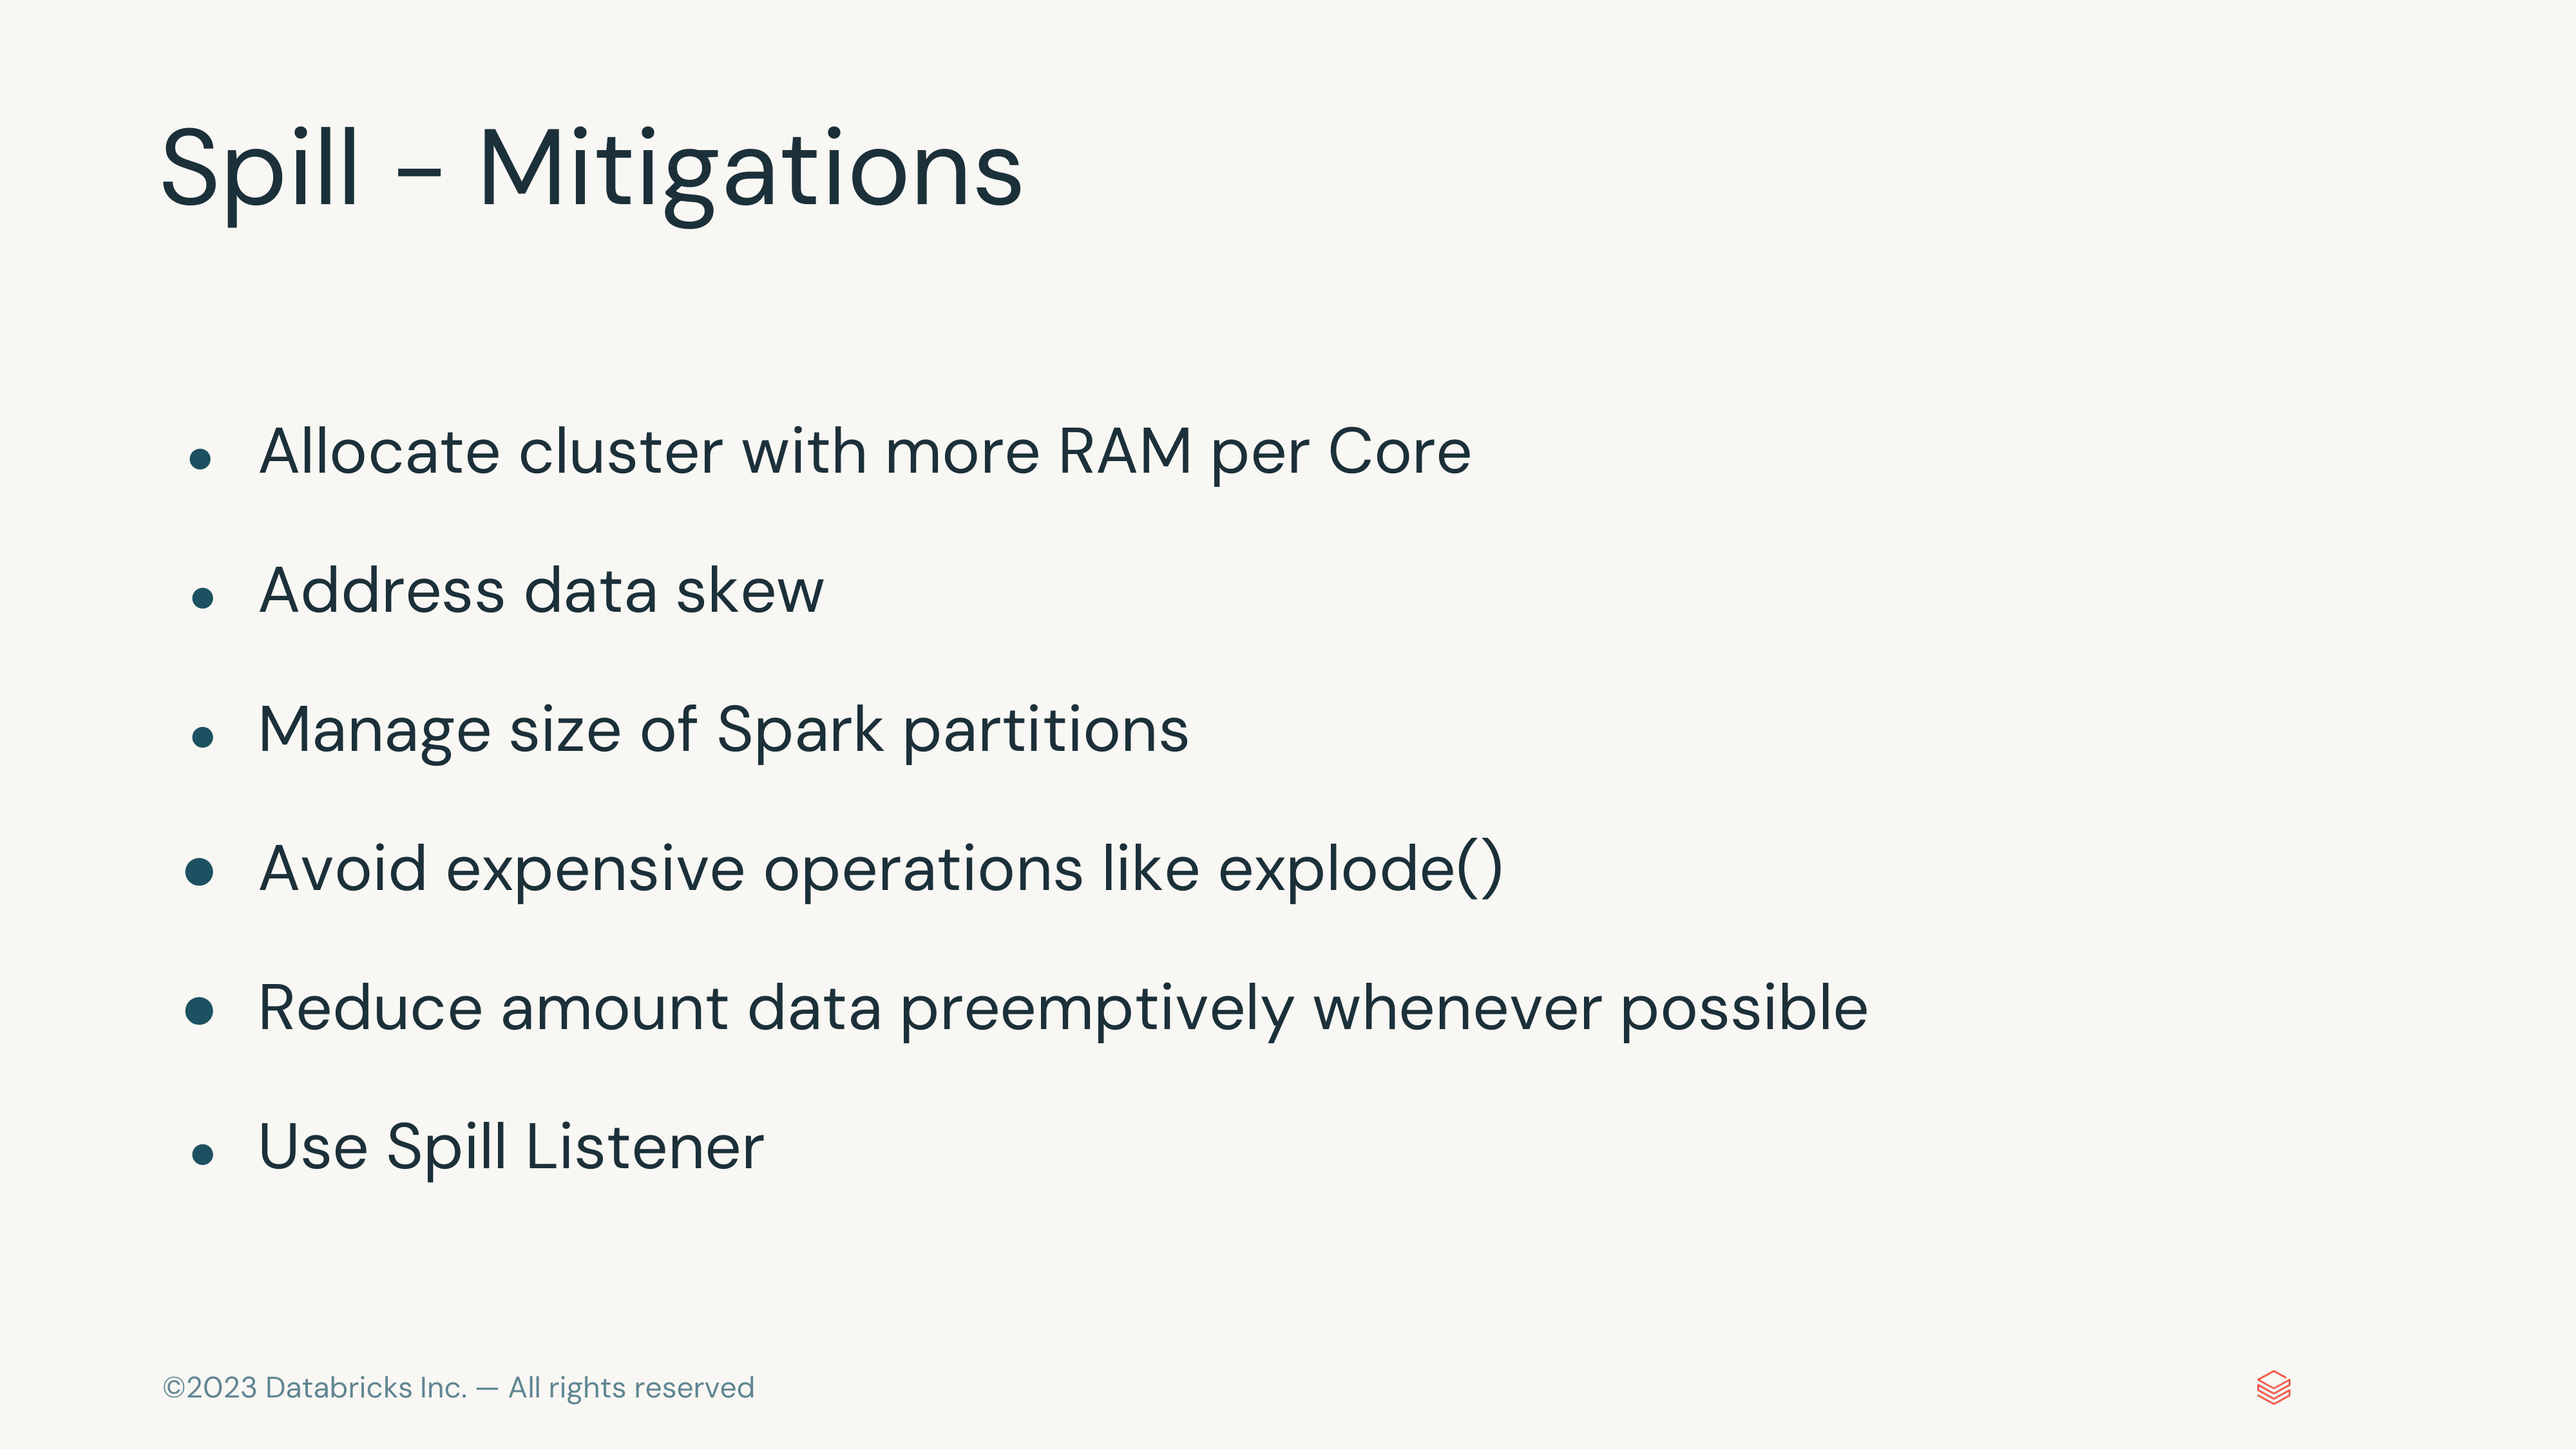 Spill - Mitigations
● Allocate cluster with more RAM per Core
● Address data skew
● Manage size of Spark partitions
● Avoid expensive operations like explode()
● Reduce amount data preemptively whenever possible
● Use Spill Listener
©2023 Databricks Inc. — All rights reserved